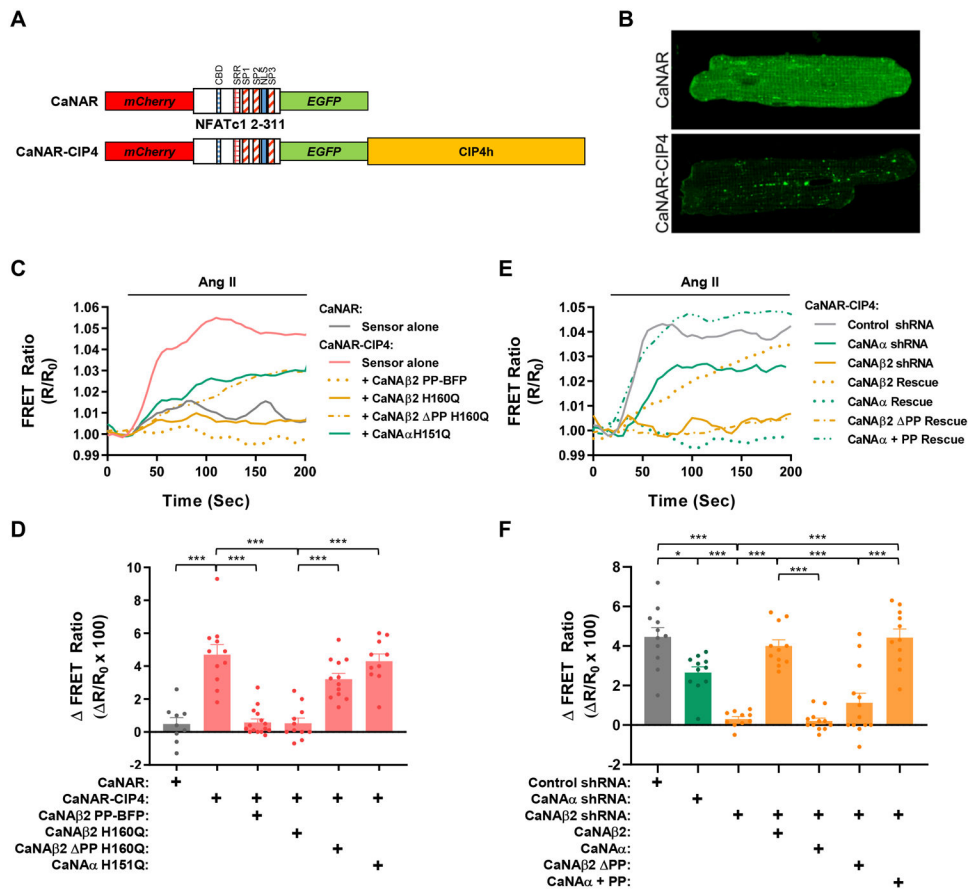 A
CBD
SRR
SP1
SP2
NLS
SP3
CaNAR
mCherry
EGFP
NFATc1 2-311
CaNAR-CIP4
mCherry
EGFP
CIP4h
B
CaNAR
CaNAR-CIP4
C
Ang II
1.06
1.05
1.04
1.03
1.02
1.01
1.00
0.99
FRET Ratio
(R/R0)
0 50 100 150 200
Time (Sec)
CaNAR:
Sensor alone
CaNAR-CIP4:
Sensor alone
+ CaNAβ2 PP-BFP
+ CaNAβ2 H160Q
+ CaNAβ2 ΔPP H160Q
+ CaNAαH151Q
E
Ang II
1.05
1.04
1.03
1.02
1.01
1.00
0.99
FRET Ratio
(R/R0)
0 50 100 150 200
Time (Sec)
CaNAR-CIP4:
Control shRNA
CaNAα shRNA
CaNAβ2 shRNA
CaNAβ2 Rescue
CaNAα Rescue
CaNAβ2 ΔPP Rescue
CaNAα + PP Rescue
D
*** ***
*** *** ***
10
8
6
4
2
0
-2
Δ FRET Ratio
(ΔR/R0 x 100)
CaNAR: +
CaNAR-CIP4: + + + + +
CaNAβ2 PP-BFP: +
CaNAβ2 H160Q: +
CaNAβ2 ΔPP H160Q: +
CaNAα H151Q: +
F
*** ***
* *** *** *** ***
***
8
6
4
2
0
-2
Δ FRET Ratio
(ΔR/R0 x 100)
Control shRNA: +
CaNAα shRNA: +
CaNAβ2 shRNA: + + + + +
CaNAβ2: +
CaNAα: +
CaNAβ2 ΔPP: +
CaNAα + PP: +